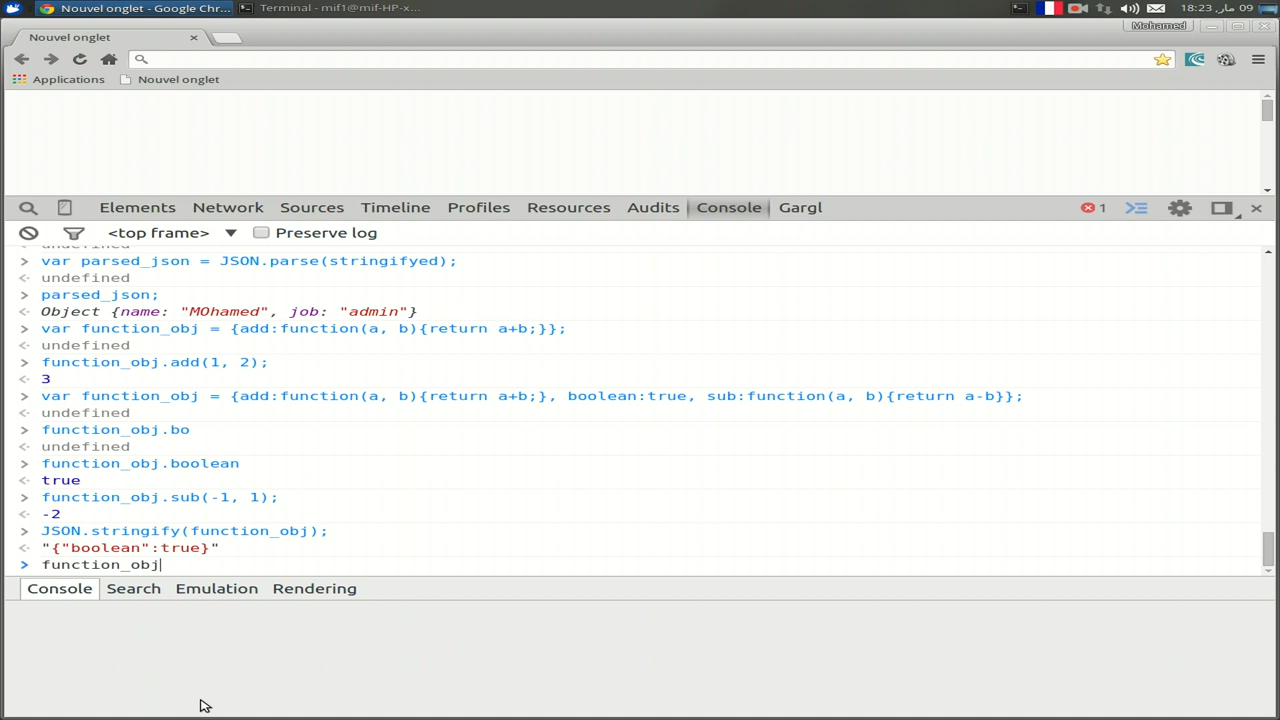 Nouvel onglet - Google Chr... Terminal - mif1@mif-HP-x... 18:23 ,مار 09
Nouvel onglet × Mohamed
Applications Nouvel onglet
Elements Network Sources Timeline Profiles Resources Audits Console Gargl 1
<top frame> ▼ Preserve log
undefined
> var parsed_json = JSON.parse(stringifyed);
undefined
> parsed_json;
Object {name: "MOhamed", job: "admin"}
> var function_obj = {add:function(a, b){return a+b;}};
undefined
> function_obj.add(1, 2);
3
> var function_obj = {add:function(a, b){return a+b;}, boolean:true, sub:function(a, b){return a-b}};
undefined
> function_obj.bo
undefined
> function_obj.boolean
true
> function_obj.sub(-1, 1);
-2
> JSON.stringify(function_obj);
"{"boolean":true}"
> function_obj
Console Search Emulation Rendering